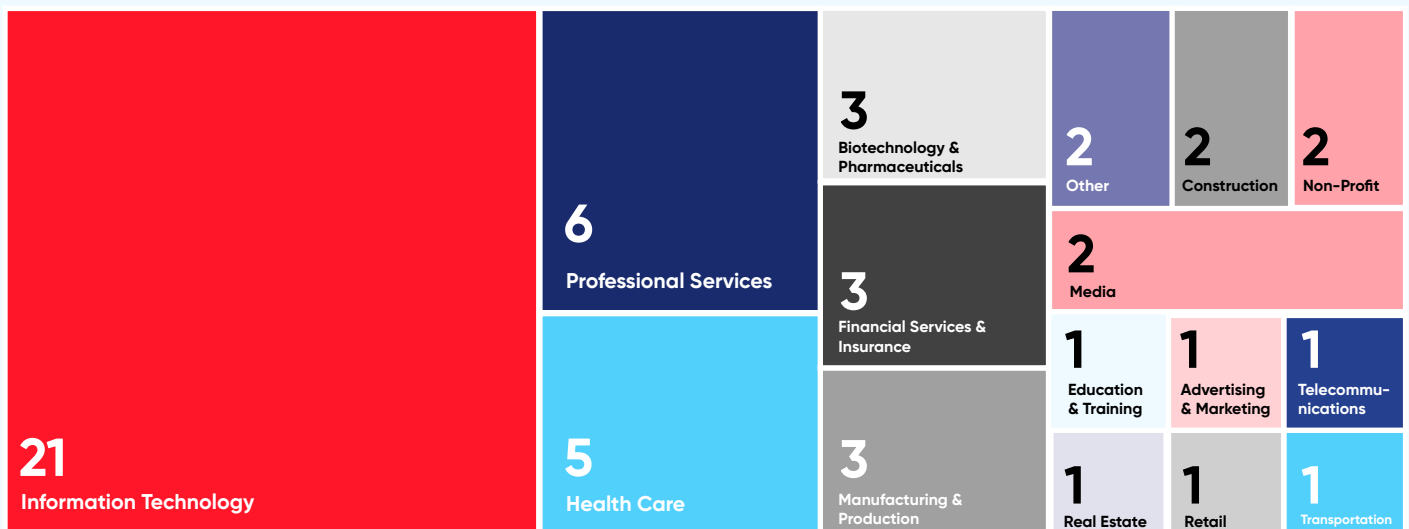 21
Information Technology
6
Professional Services
5
Health Care
3
Biotechnology &
Pharmaceuticals
3
Financial Services &
Insurance
3
Manufacturing &
Production
2
Other
2
Construction
2
Non-Profit
2
Media
1
Education
& Training
1
Advertising
& Marketing
1
Telecommu-
nications
1
Real Estate
1
Retail
1
Transportation